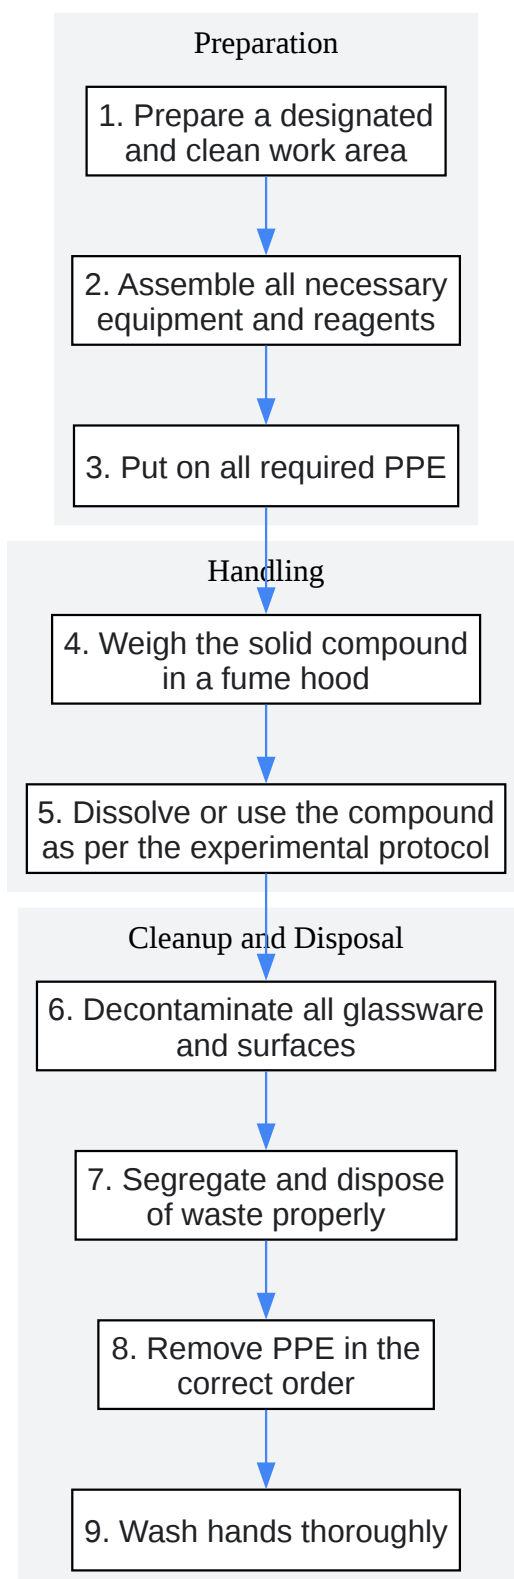 Preparation
1. Prepare a designated
and clean work area
2. Assemble all necessary
equipment and reagents
3. Put on all required PPE
Handling
4. Weigh the solid compound
in a fume hood
5. Dissolve or use the compound
as per the experimental protocol
Cleanup and Disposal
6. Decontaminate all glassware
and surfaces
7. Segregate and dispose
of waste properly
8. Remove PPE in the
correct order
9. Wash hands thoroughly